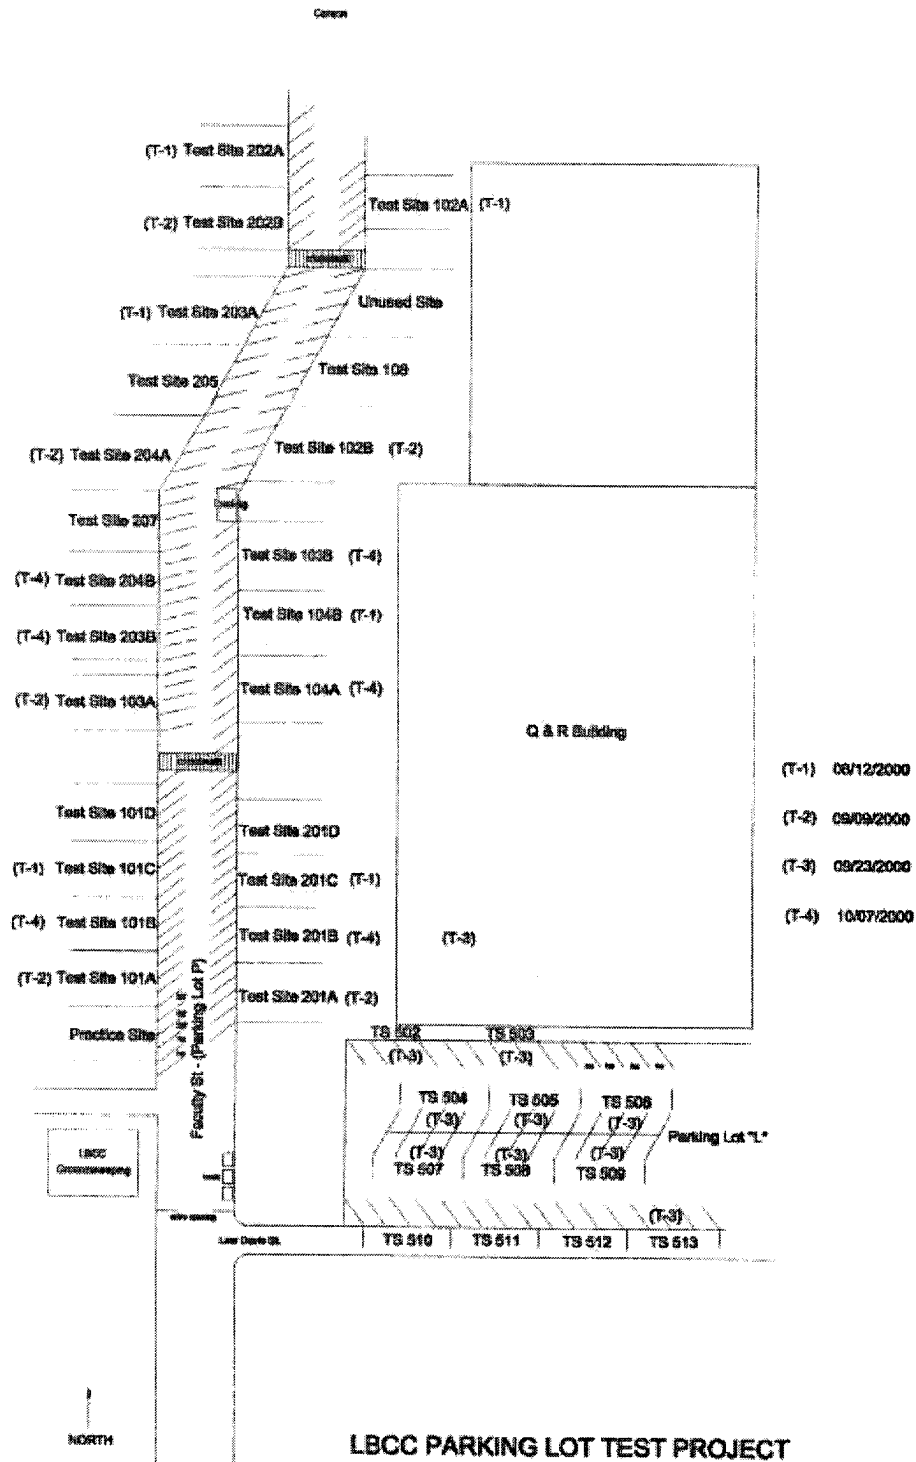 Carson
(T-1) Test Site 202A
Test Site 102A (T-1)
(T-2) Test Site 202B
Unused Site
(T-1) Test Site 203A
Test Site 108
Test Site 205
Test Site 102B (T-2)
(T-2) Test Site 204A
Test Site 207
Test Site 103B (T-4)
(T-4) Test Site 204B
Test Site 104B (T-1)
(T-4) Test Site 203B
Test Site 104A (T-4)
(T-2) Test Site 103A
Q & R Building
(T-1) 08/12/2000
(T-2) 09/09/2000
(T-3) 09/23/2000
(T-4) 10/07/2000
Test Site 101D
Test Site 201D
(T-1) Test Site 101C
Test Site 201C (T-1)
(T-4) Test Site 101B
Test Site 201B (T-4)
(T-3)
(T-2) Test Site 101A
Test Site 201A (T-2)
Practice Site
Faculty St - (Parking Lot P)
TS 502 TS 503
(T-3) (T-3)
TS 504 TS 505 TS 506
(T-3) (T-3) (T-3)
Parking Lot "L"
(T-3) (T-3) (T-3)
TS 507 TS 508 TS 509
LBCC
Groundskeeping
(T-3)
Lew Davis St.
TS 510 TS 511 TS 512 TS 513
NORTH
LBCC PARKING LOT TEST PROJECT